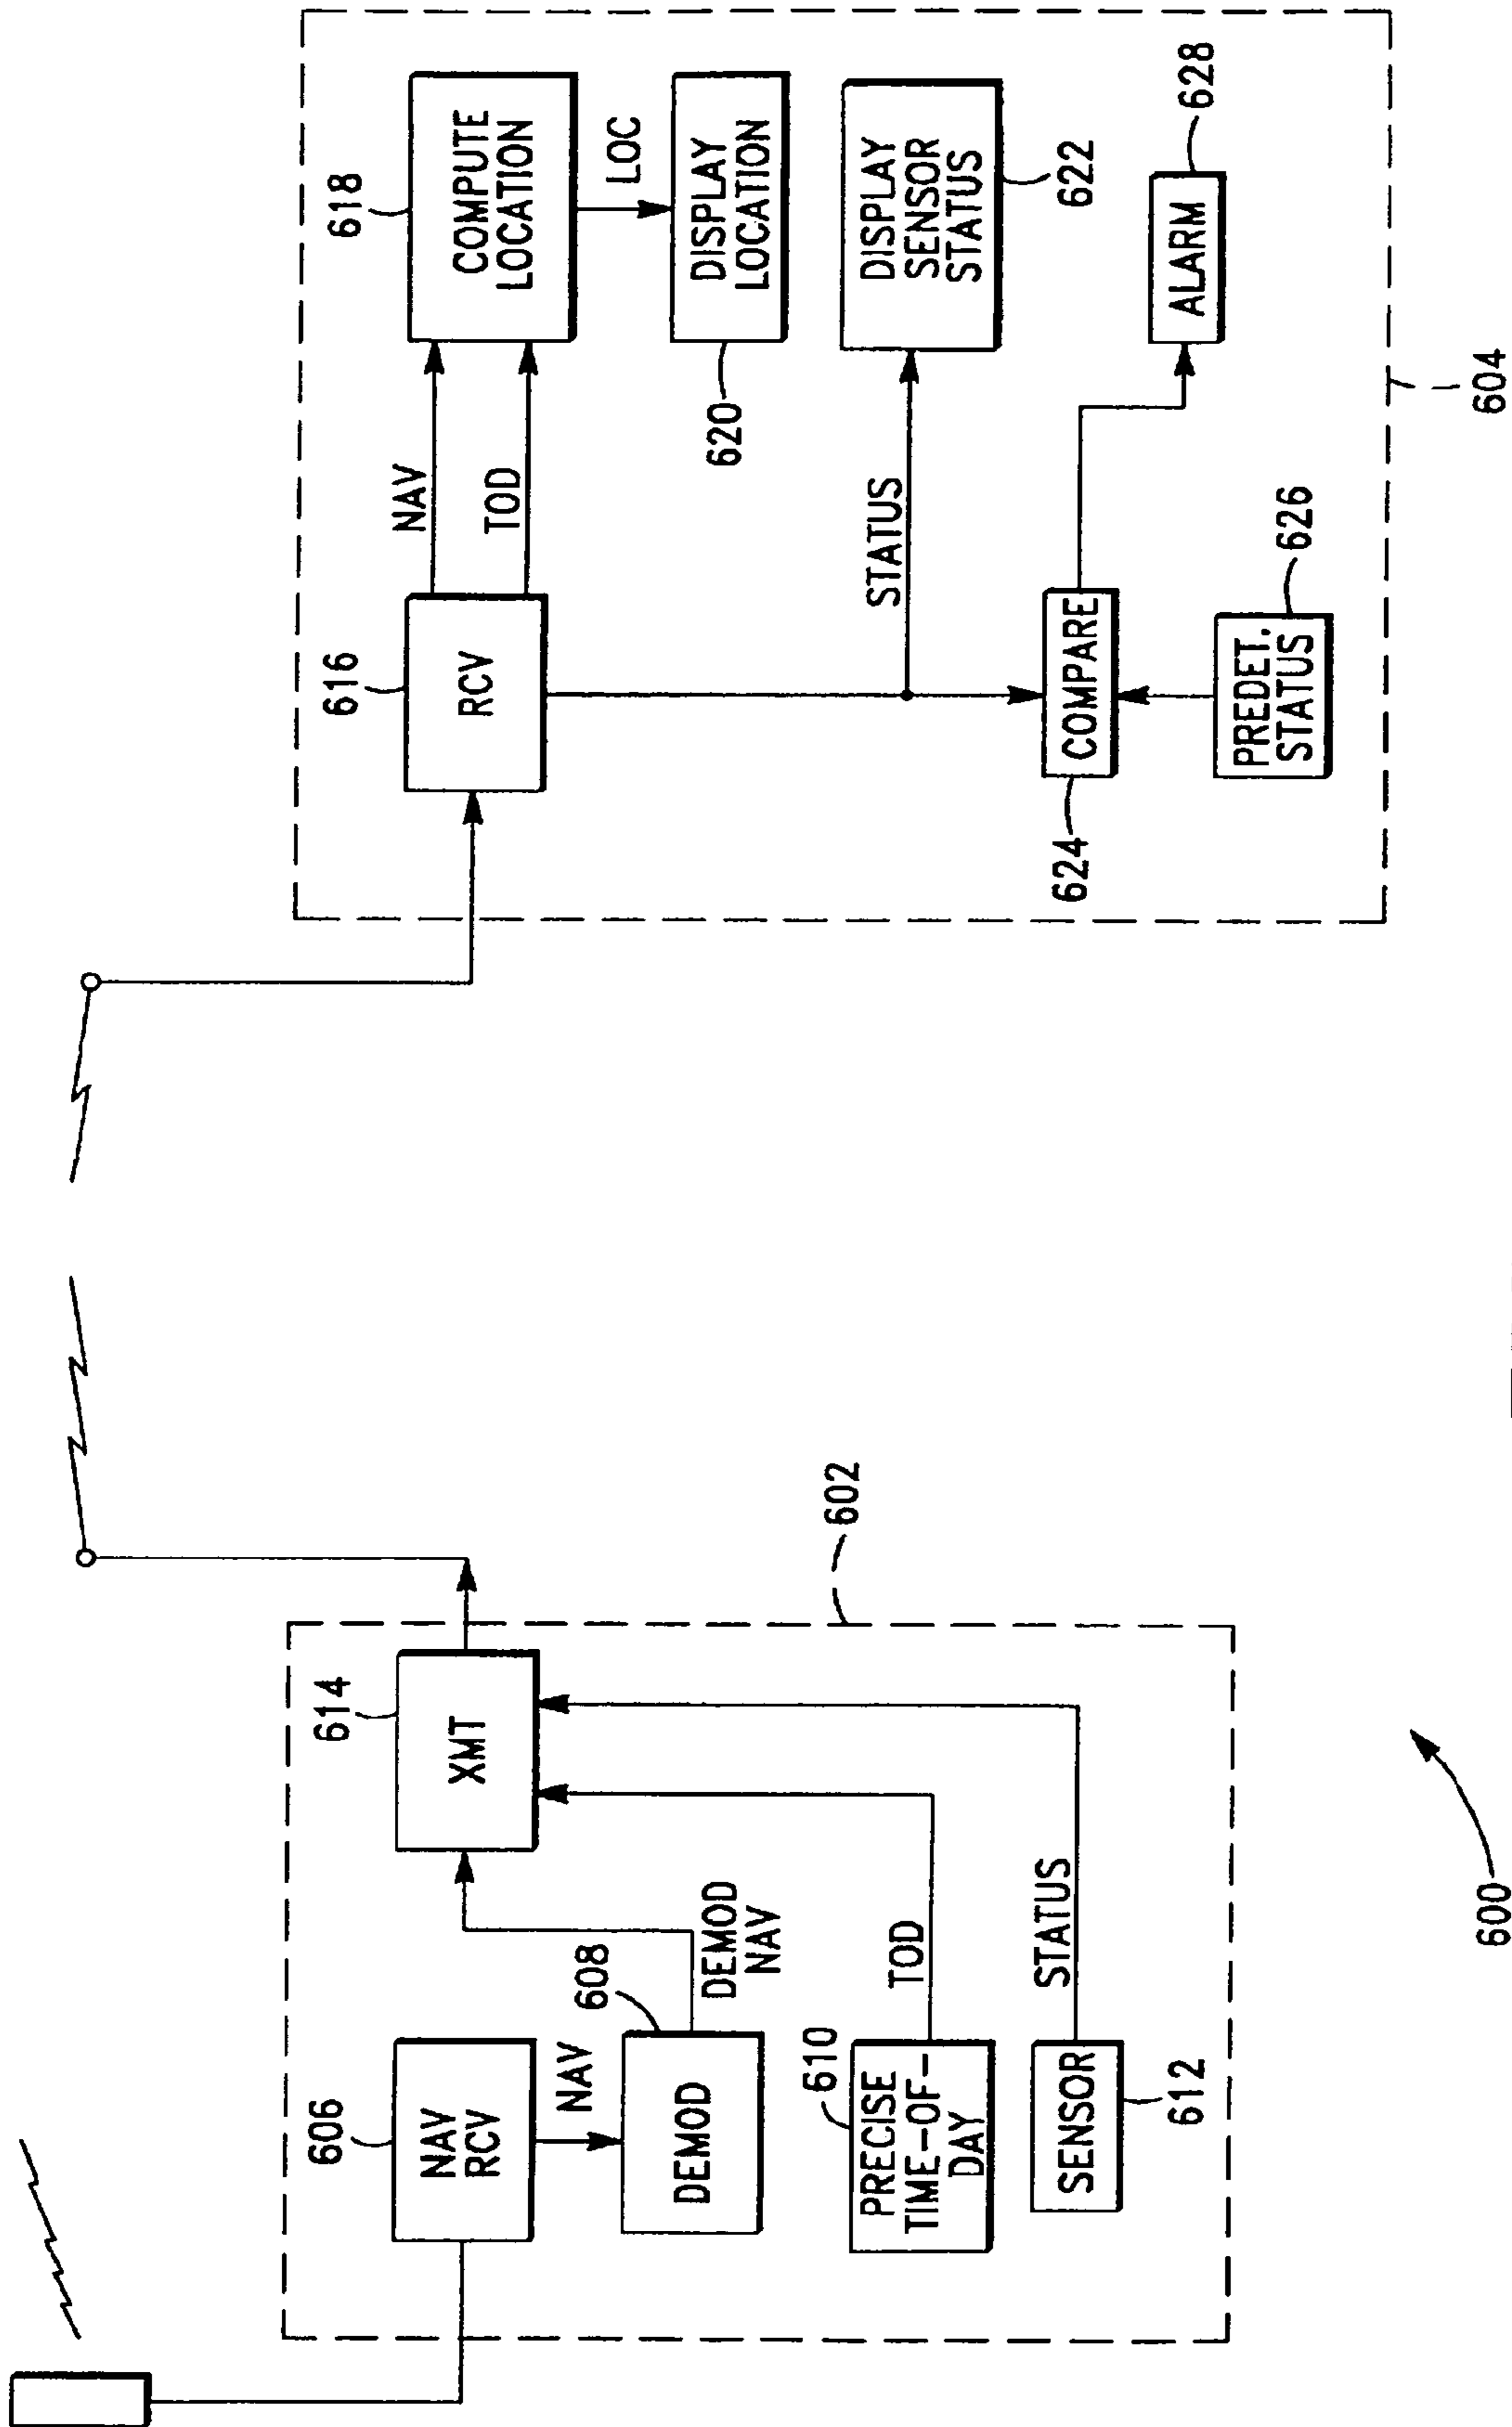 606
NAV
RCV
NAV
608
DEMOD
DEMOD
NAV
610
PRECISE
TIME-OF-
DAY
TOD
SENSOR
612
STATUS
614
XMT
602
600
616
RCV
NAV
TOD
618
COMPUTE
LOCATION
LOC
DISPLAY
LOCATION
620
STATUS
DISPLAY
SENSOR
STATUS
622
COMPARE
624
PREDET.
STATUS
626
ALARM
628
604